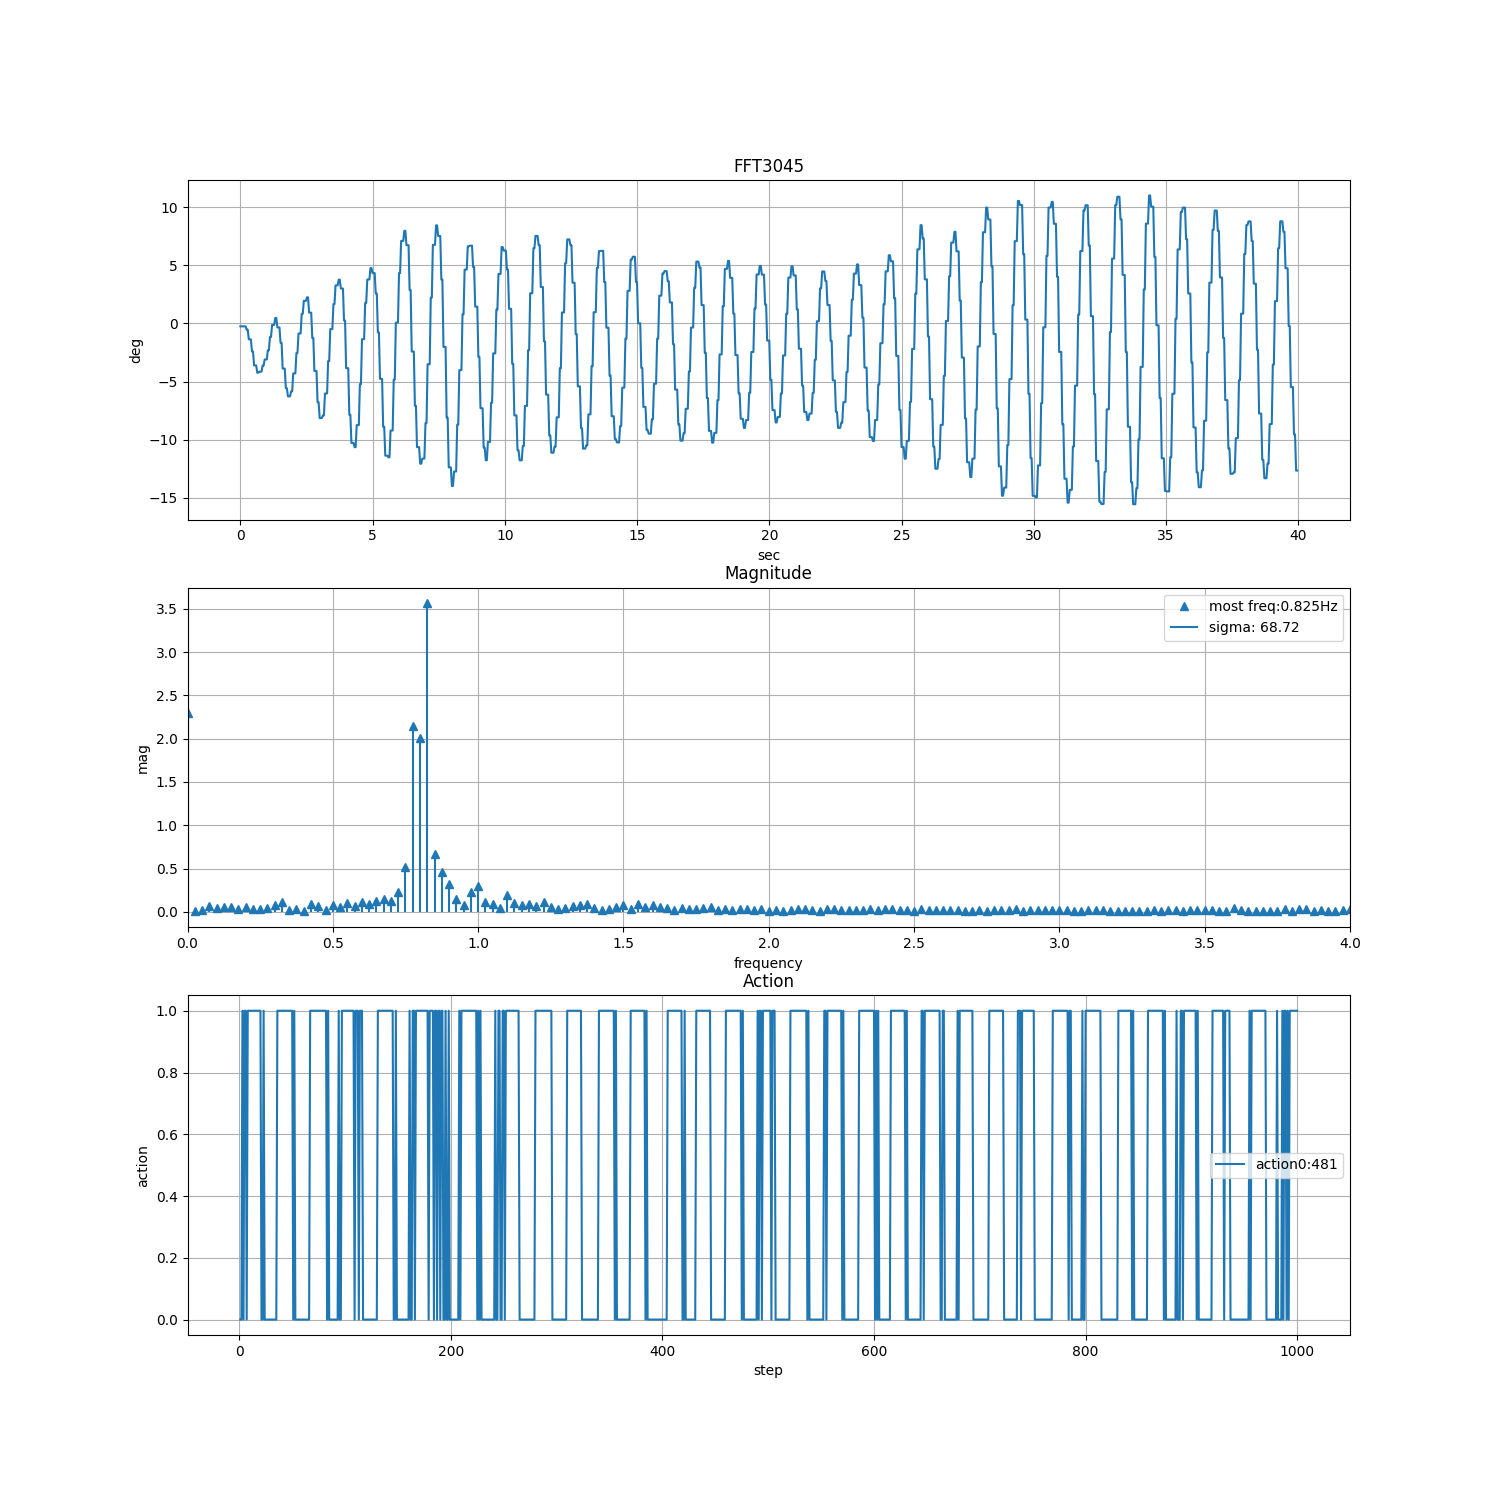 FFT3045
10
5
0
−5
−10
−15
deg
0 5 10 15 20 25 30 35 40
sec
Magnitude
3.5
3.0
2.5
2.0
1.5
1.0
0.5
0.0
mag
most freq:0.825Hz
sigma: 68.72
0.0 0.5 1.0 1.5 2.0 2.5 3.0 3.5 4.0
frequency
Action
1.0
0.8
0.6
0.4
0.2
0.0
action
action0:481
0 200 400 600 800 1000
step